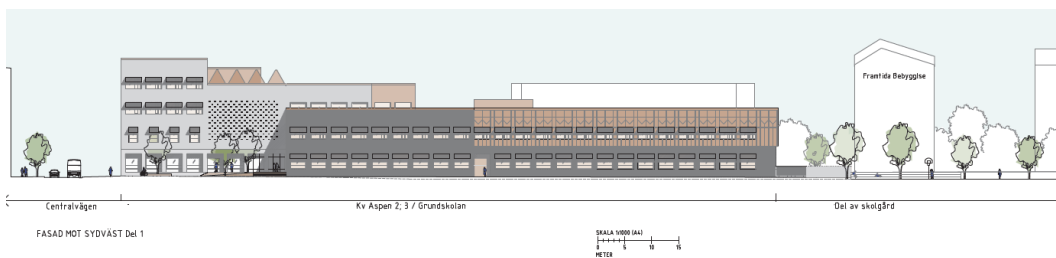 Framtida Bebygglse
Centralvägen
Kv Aspen 2; 3 / Grundskolan
Del av skolgård
FASAD MOT SYDVÄST Del 1
SKALA 1:1000 (A4)
0 5 10 15
METER